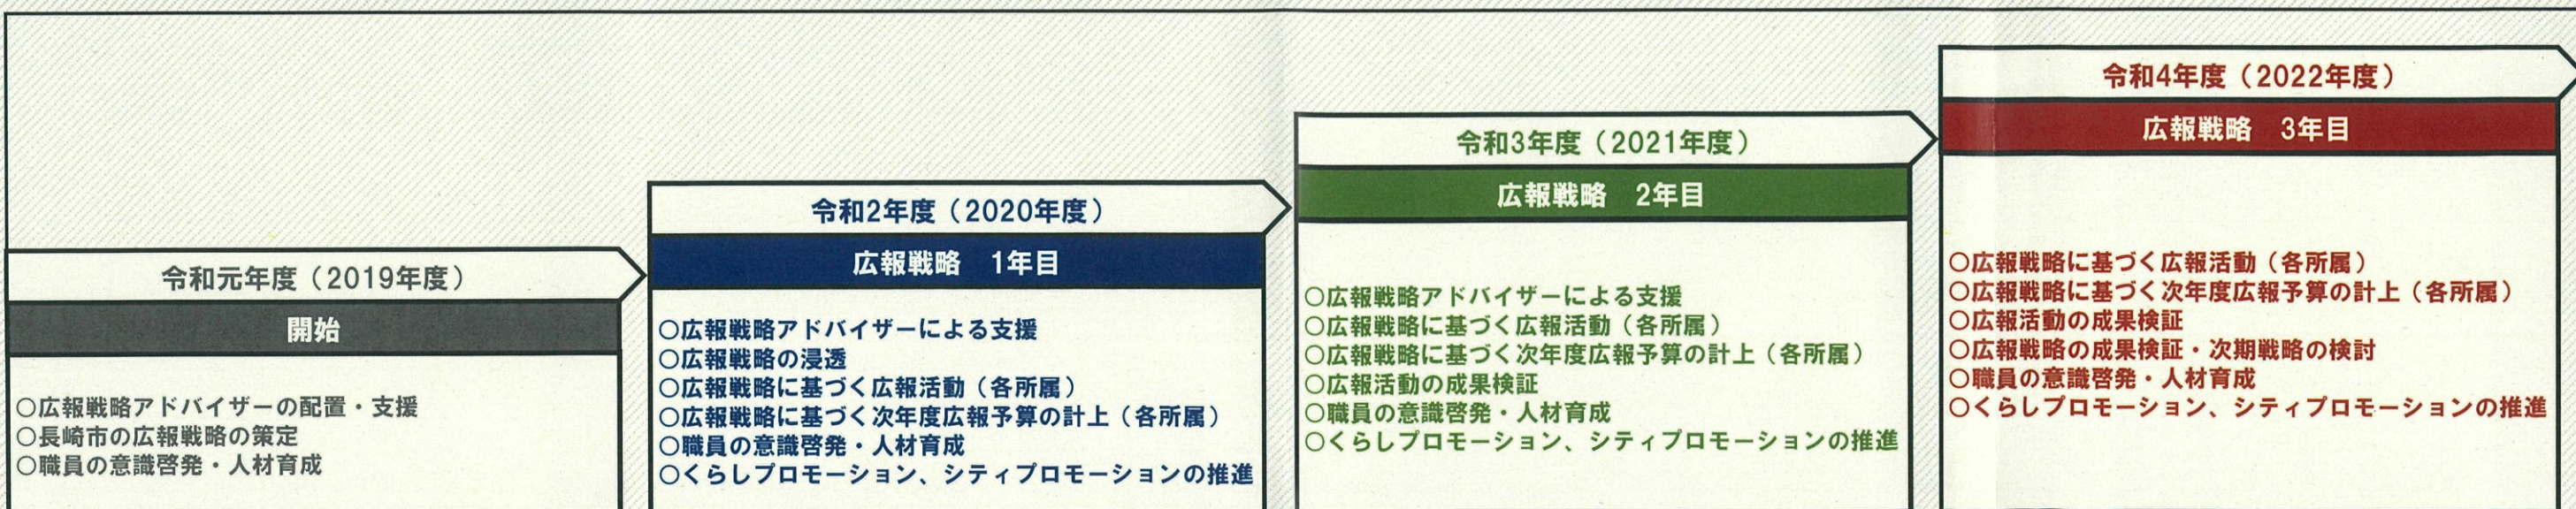 令和元年度（2019年度）
開始
○広報戦略アドバイザーの配置・支援
○長崎市の広報戦略の策定
○職員の意識啓発・人材育成
令和2年度（2020年度）
広報戦略　1年目
○広報戦略アドバイザーによる支援
○広報戦略の浸透
○広報戦略に基づく広報活動（各所属）
○広報戦略に基づく次年度広報予算の計上（各所属）
○職員の意識啓発・人材育成
○くらしプロモーション、シティプロモーションの推進
令和3年度（2021年度）
広報戦略　2年目
○広報戦略アドバイザーによる支援
○広報戦略に基づく広報活動（各所属）
○広報戦略に基づく次年度広報予算の計上（各所属）
○広報活動の成果検証
○職員の意識啓発・人材育成
○くらしプロモーション、シティプロモーションの推進
令和4年度（2022年度）
広報戦略　3年目
○広報戦略に基づく広報活動（各所属）
○広報戦略に基づく次年度広報予算の計上（各所属）
○広報活動の成果検証
○広報戦略の成果検証・次期戦略の検討
○職員の意識啓発・人材育成
○くらしプロモーション、シティプロモーションの推進